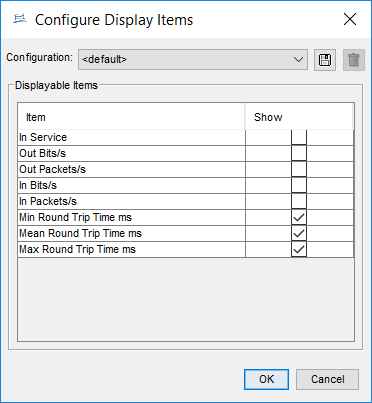 Configure Display Items
Configuration: <default>
Displayable Items
Item Show
In Service
Out Bits/s
Out Packets/s
In Bits/s
In Packets/s
Min Round Trip Time ms
Mean Round Trip Time ms
Max Round Trip Time ms
OK Cancel